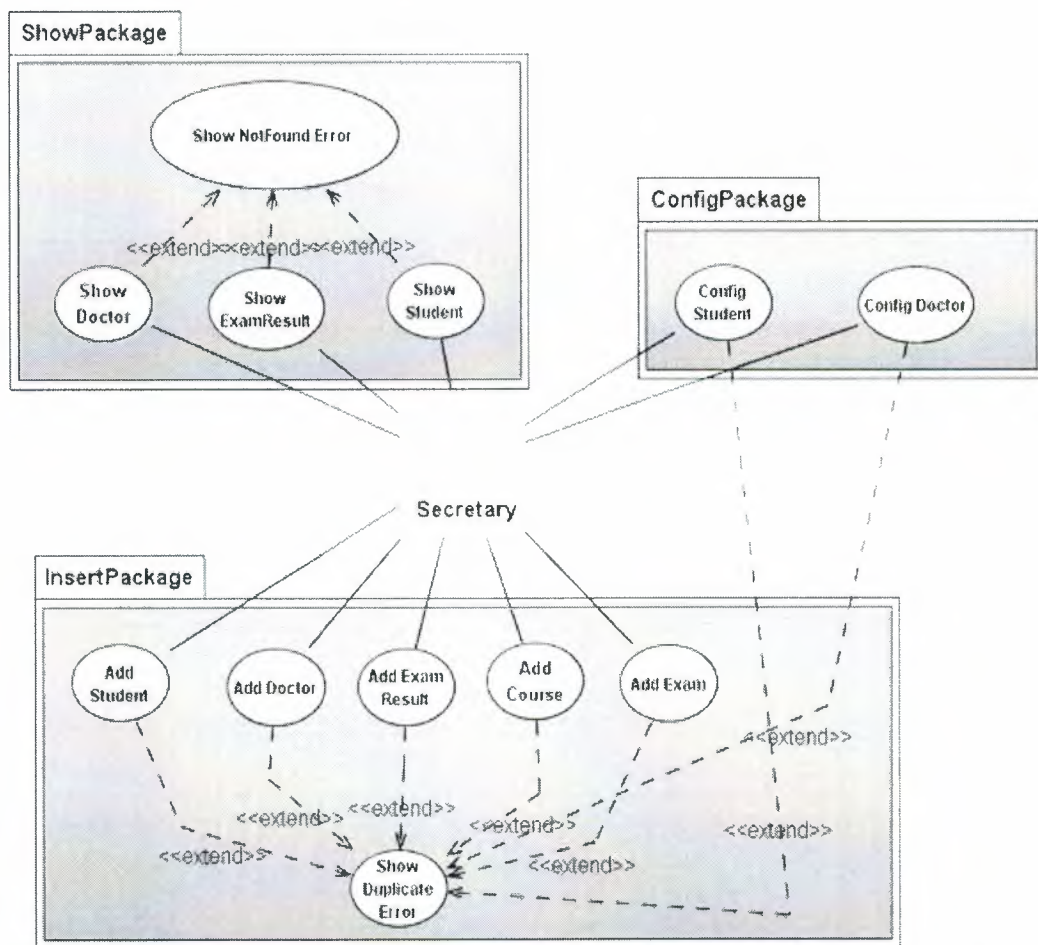 ShowPackage
Show NotFound Error
<<extend>>
<<extend>>
<<extend>>
Show
Doctor
Show
ExamResult
Show
Student
ConfigPackage
Config
Student
Config Doctor
Secretary
InsertPackage
Add
Student
Add Doctor
Add Exam
Result
Add
Course
Add Exam
<<extend>>
<<extend>>
<<extend>>
<<extend>>
<<extend>>
<<extend>>
<<extend>>
Show
Duplicate
Error